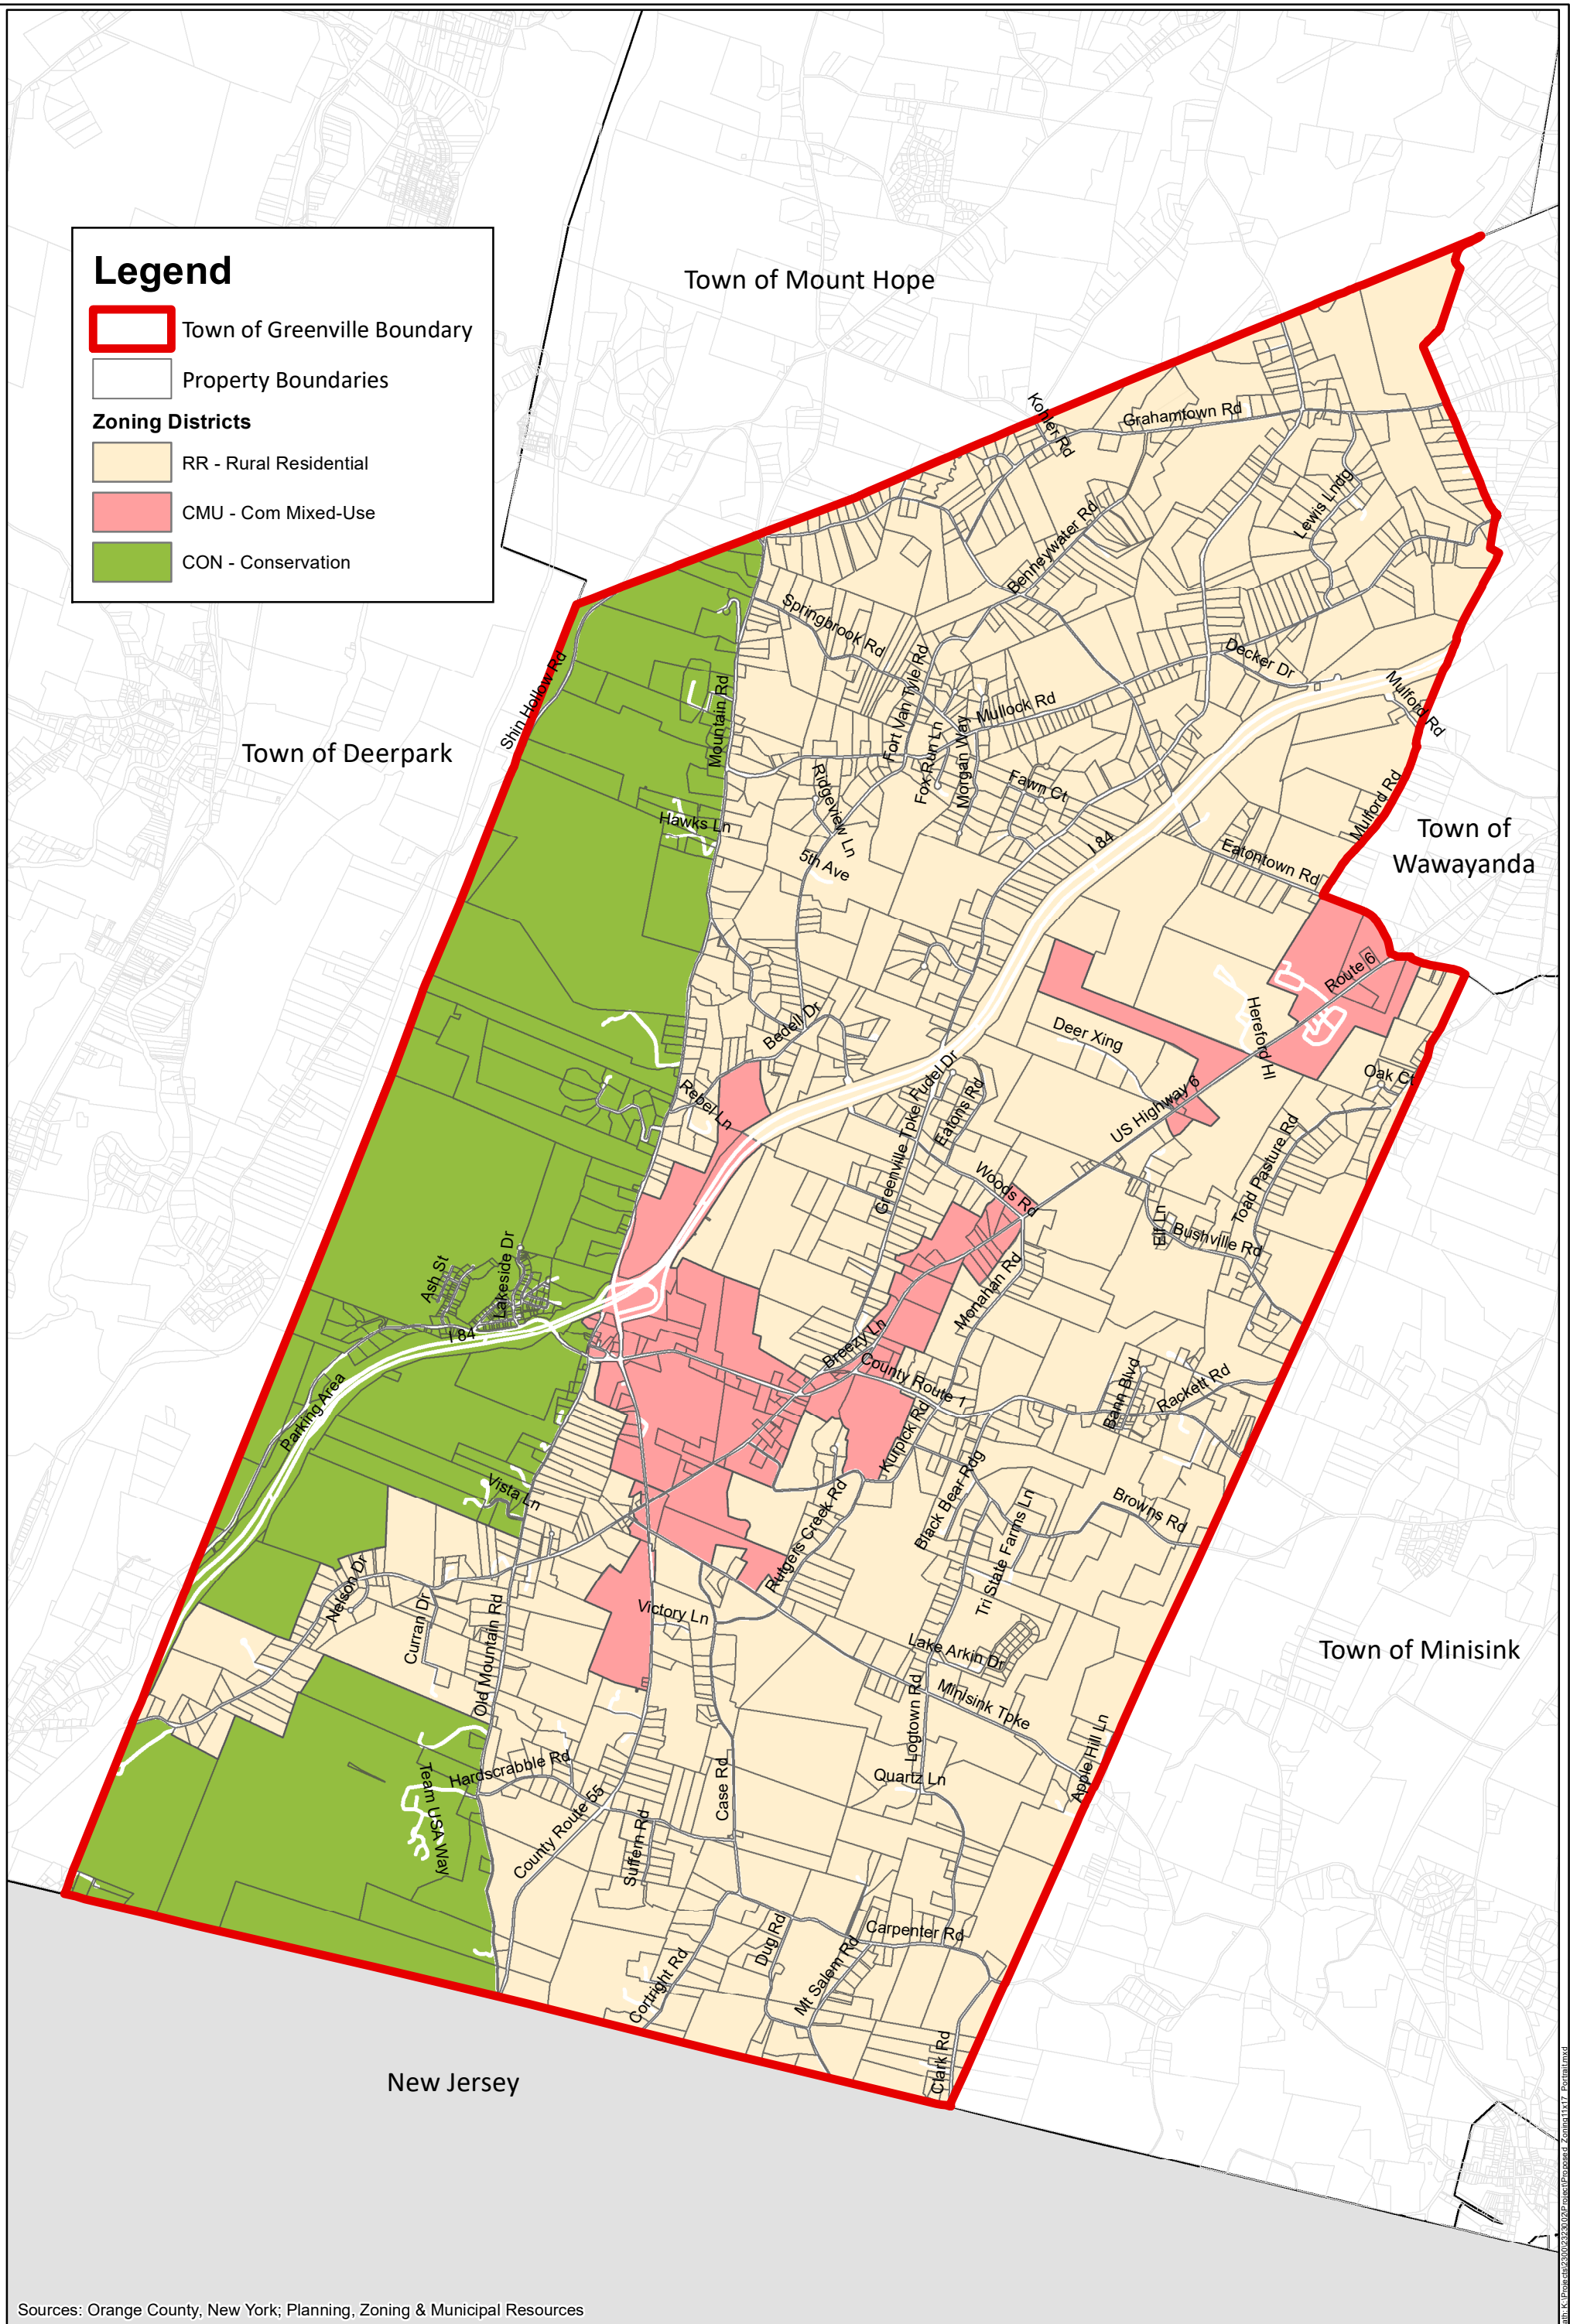 Legend
Town of Greenville Boundary
Property Boundaries
Zoning Districts
RR - Rural Residential
CMU - Com Mixed-Use
CON - Conservation
Town of Mount Hope
Kohler Rd
Grahamtown Rd
Lewis Lndg
Benneywater Rd
Springbrook Rd
Decker Dr
Mulford Rd
Shin Hollow Rd
Mountain Rd
Fort Van Tyle Rd
Mullock Rd
Town of Deerpark
Fox Run Ln
Morgan Way
Ridgeview Ln
Fawn Ct
Mulford Rd
Hawks Ln
I 84
Town of
Wawayanda
5th Ave
Eatontown Rd
Route 6
Bedell Dr
Deer Xing
Hereford Hl
Fudel Dr
Oak Ct
Rebel Ln
Eatons Rd
US Highway 6
Greenville Tpke
Toad Pasture Rd
Woods Rd
Elf Ln
Bushville Rd
Ash St
Lakeside Dr
Monahan Rd
I 84
Breezy Ln
County Route 1
Parking Area
Bann Blvd
Rackett Rd
Kurpick Rd
Vista Ln
Black Bear Rdg
Browns Rd
Rutgers Creek Rd
Tri State Farms Ln
Nelson Dr
Curran Dr
Victory Ln
Old Mountain Rd
Lake Arkin Dr
Town of Minisink
Logtown Rd
Minisink Tpke
Hardscrabble Rd
Team USA Way
Quartz Ln
Apple Hill Ln
Case Rd
County Route 55
Suffern Rd
Carpenter Rd
Dug Rd
Mt Salem Rd
Cortright Rd
Clark Rd
New Jersey
Sources: Orange County, New York; Planning, Zoning & Municipal Resources